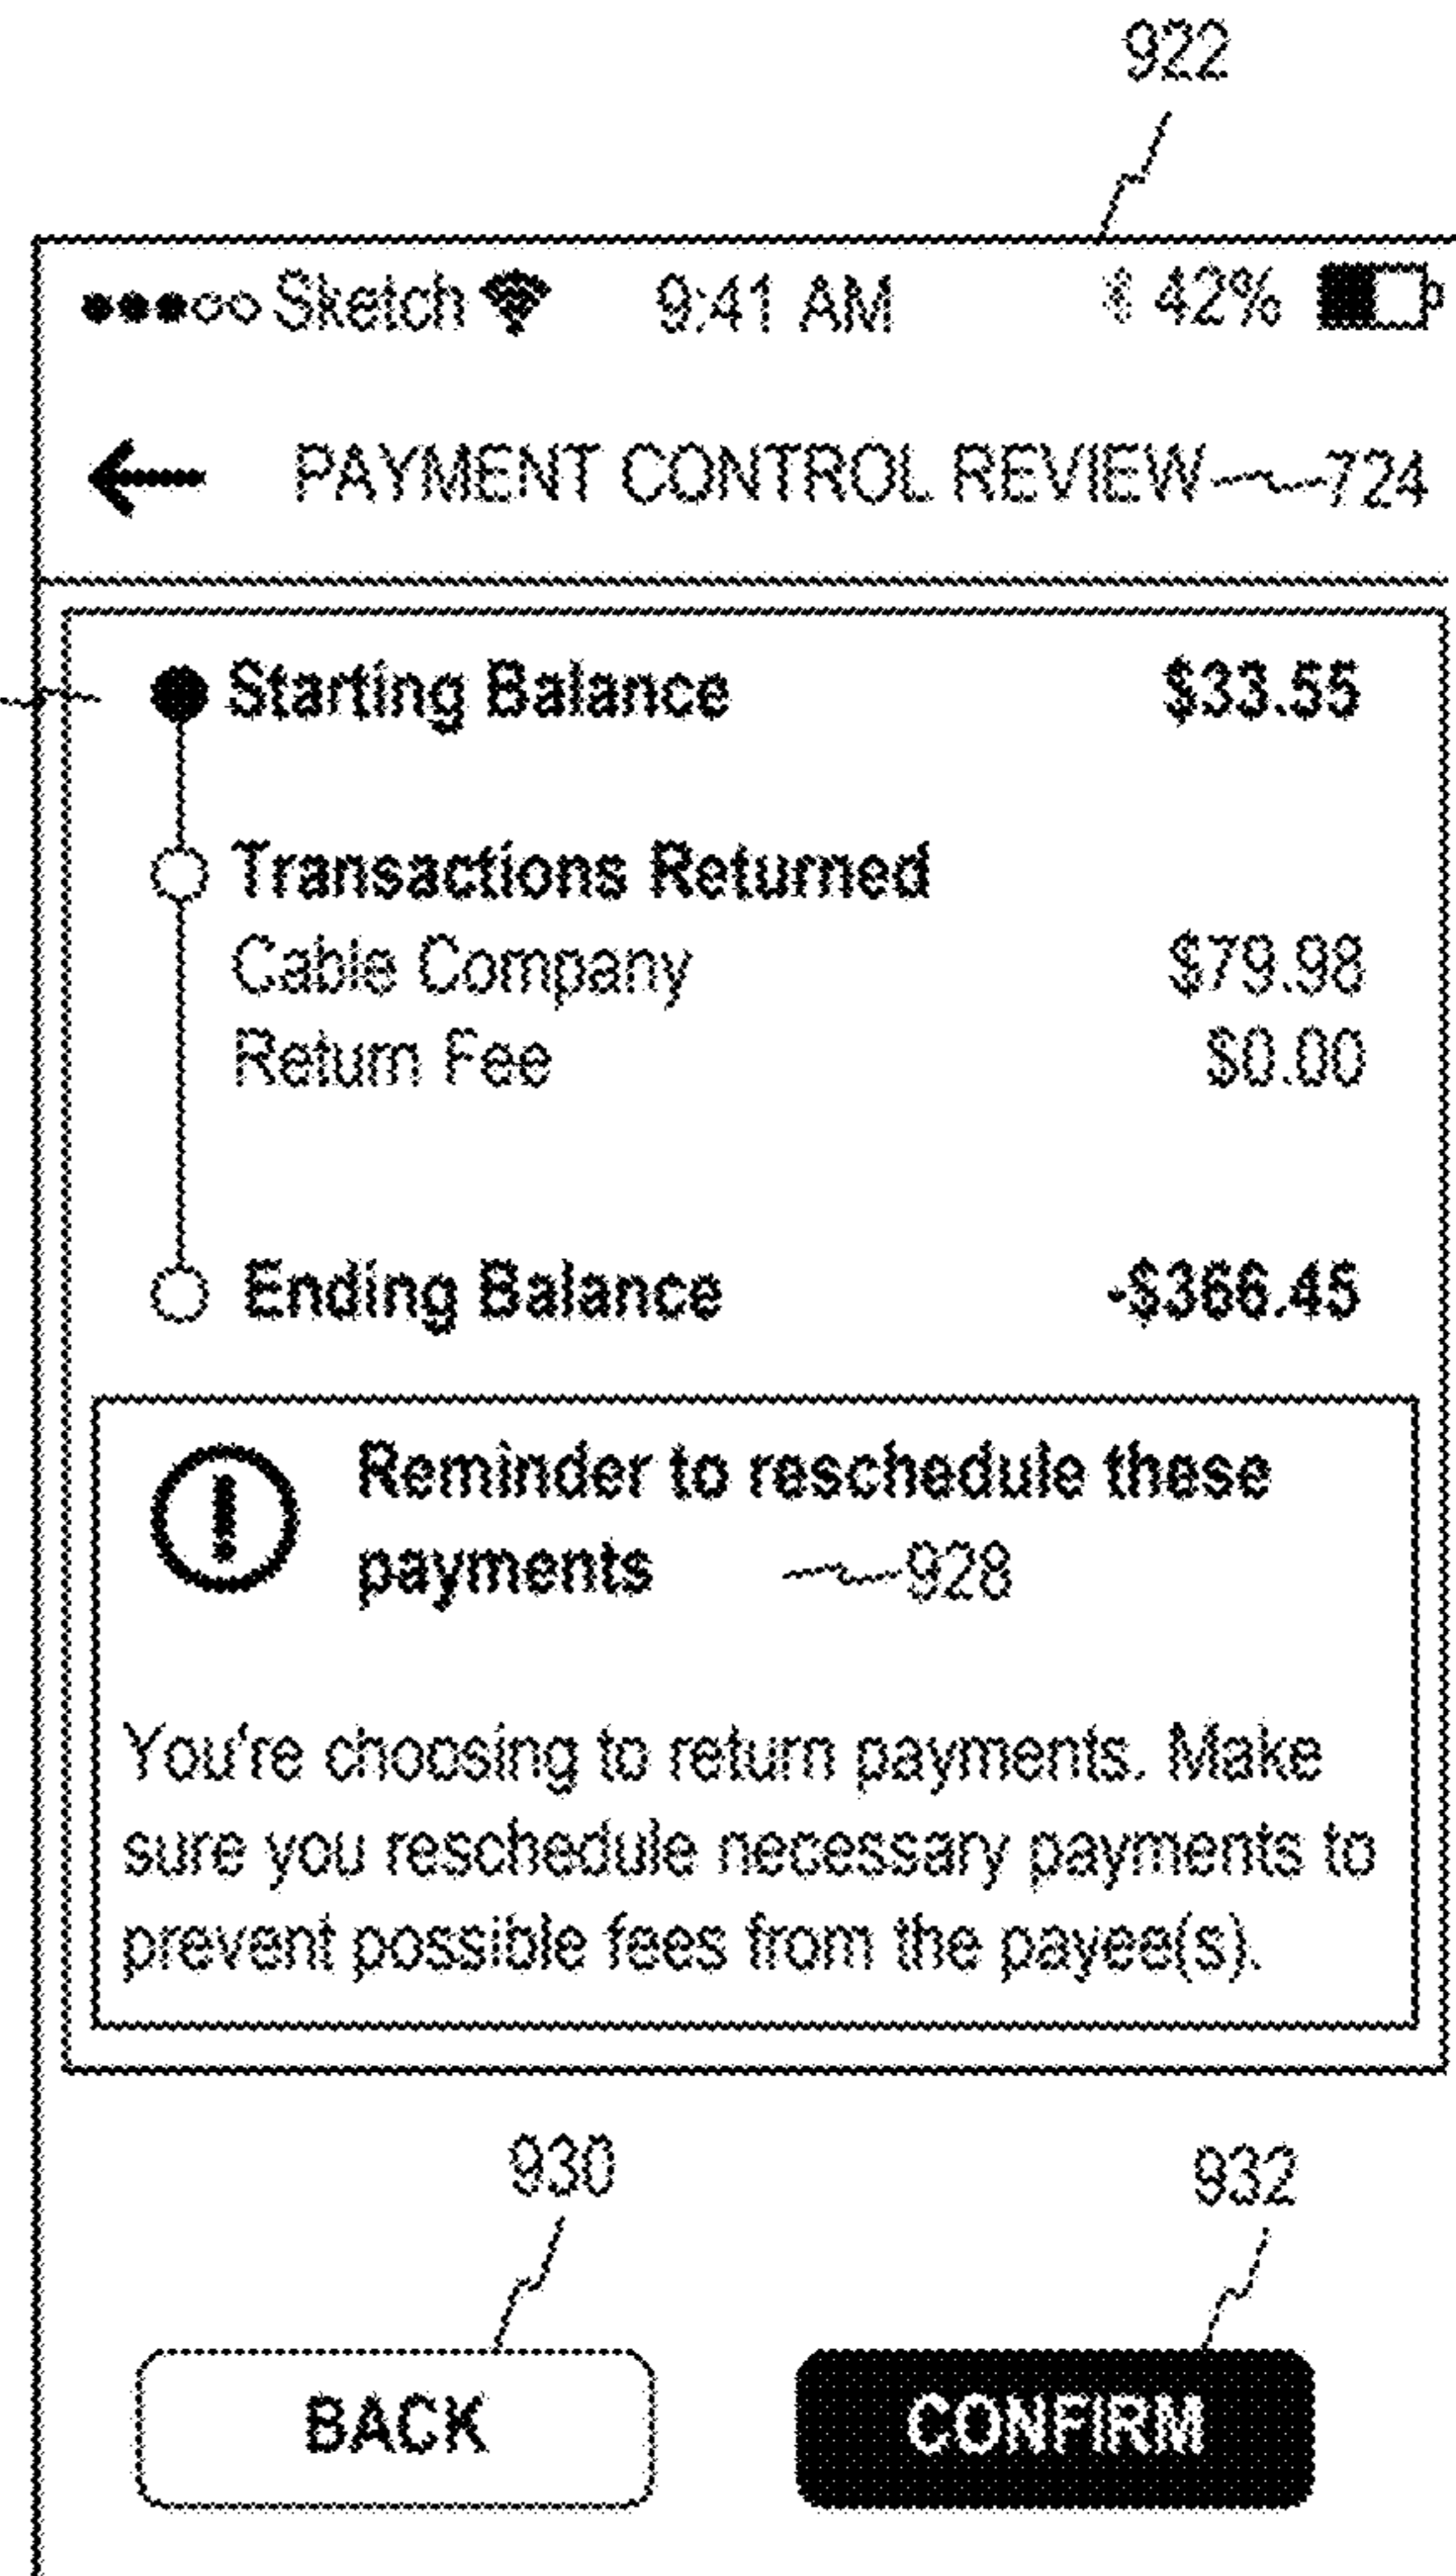 922
Sketch 9:41 AM 42%
PAYMENT CONTROL REVIEW 724
Starting Balance $33.55
Transactions Returned
Cable Company $79.98
Return Fee $0.00
Ending Balance -$366.45
Reminder to reschedule these
payments 928
You're choosing to return payments. Make
sure you reschedule necessary payments to
prevent possible fees from the payee(s).
930 932
BACK CONFIRM